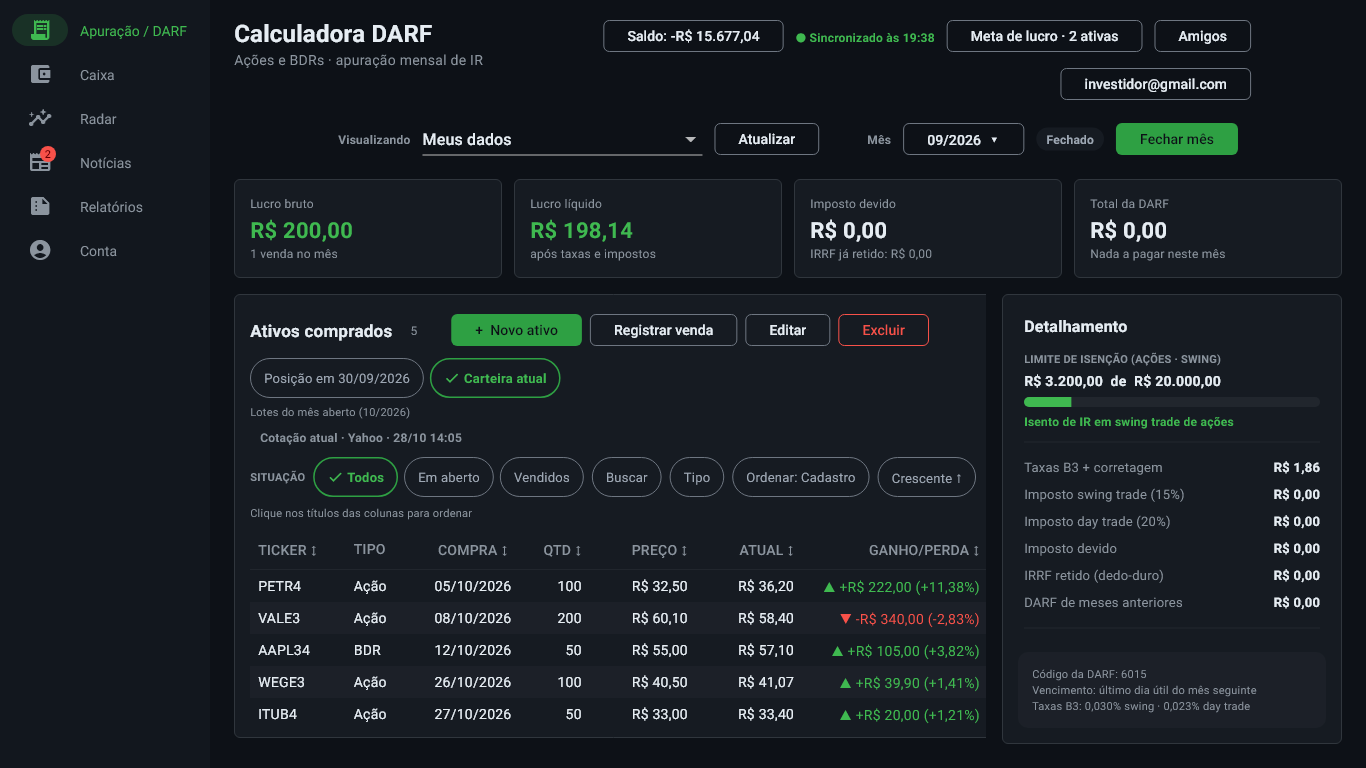 Apuração / DARF
Caixa
Radar
2
Notícias
Relatórios
Conta
Calculadora DARF
Ações e BDRs · apuração mensal de IR
Saldo: -R$ 15.677,04
Sincronizado às 19:38
Meta de lucro · 2 ativas
Amigos
investidor@gmail.com
Visualizando
Meus dados
Atualizar
Mês
09/2026 ▾
Fechado
Fechar mês
Lucro bruto
R$ 200,00
1 venda no mês
Lucro líquido
R$ 198,14
após taxas e impostos
Imposto devido
R$ 0,00
IRRF já retido: R$ 0,00
Total da DARF
R$ 0,00
Nada a pagar neste mês
Ativos comprados 5
+ Novo ativo
Registrar venda
Editar
Excluir
Posição em 30/09/2026
Carteira atual
Lotes do mês aberto (10/2026)
Cotação atual · Yahoo · 28/10 14:05
SITUAÇÃO
Todos
Em aberto
Vendidos
Buscar
Tipo
Ordenar: Cadastro
Crescente ↑
Clique nos títulos das colunas para ordenar
TICKER ↕ TIPO COMPRA ↕ QTD ↕ PREÇO ↕ ATUAL ↕ GANHO/PERDA ↕
PETR4 Ação 05/10/2026 100 R$ 32,50 R$ 36,20 ▲ +R$ 222,00 (+11,38%)
VALE3 Ação 08/10/2026 200 R$ 60,10 R$ 58,40 ▼ -R$ 340,00 (-2,83%)
AAPL34 BDR 12/10/2026 50 R$ 55,00 R$ 57,10 ▲ +R$ 105,00 (+3,82%)
WEGE3 Ação 26/10/2026 100 R$ 40,50 R$ 41,07 ▲ +R$ 39,90 (+1,41%)
ITUB4 Ação 27/10/2026 50 R$ 33,00 R$ 33,40 ▲ +R$ 20,00 (+1,21%)
Detalhamento
LIMITE DE ISENÇÃO (AÇÕES · SWING)
R$ 3.200,00 de R$ 20.000,00
Isento de IR em swing trade de ações
Taxas B3 + corretagem R$ 1,86
Imposto swing trade (15%) R$ 0,00
Imposto day trade (20%) R$ 0,00
Imposto devido R$ 0,00
IRRF retido (dedo-duro) R$ 0,00
DARF de meses anteriores R$ 0,00
Código da DARF: 6015
Vencimento: último dia útil do mês seguinte
Taxas B3: 0,030% swing · 0,023% day trade